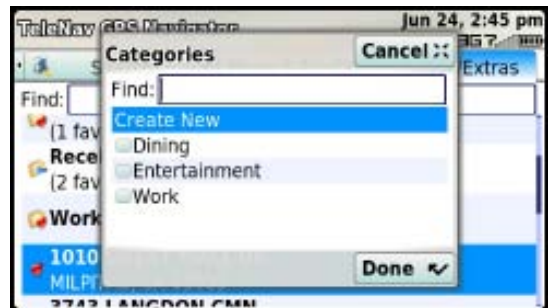 TeleNav GPS Navigator
Jun 24, 2:45 pm
Categories
Cancel
Extras
Find:
Find:
Create New
(1 fav
Dining
Rece
Entertainment
(2 fav
Work
Work
1010
Done
MILPI
3743 LANGDON CMN